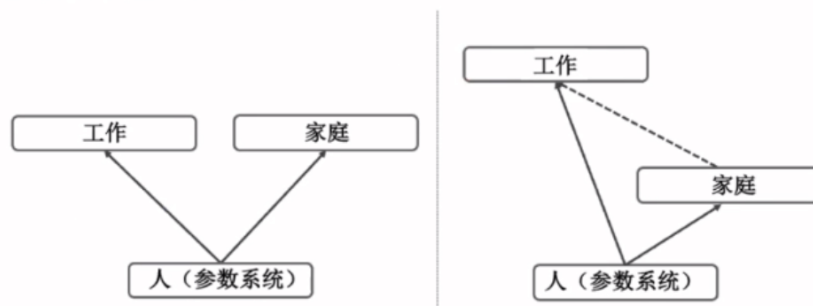 工作
家庭
人（参数系统）
工作
家庭
人（参数系统）